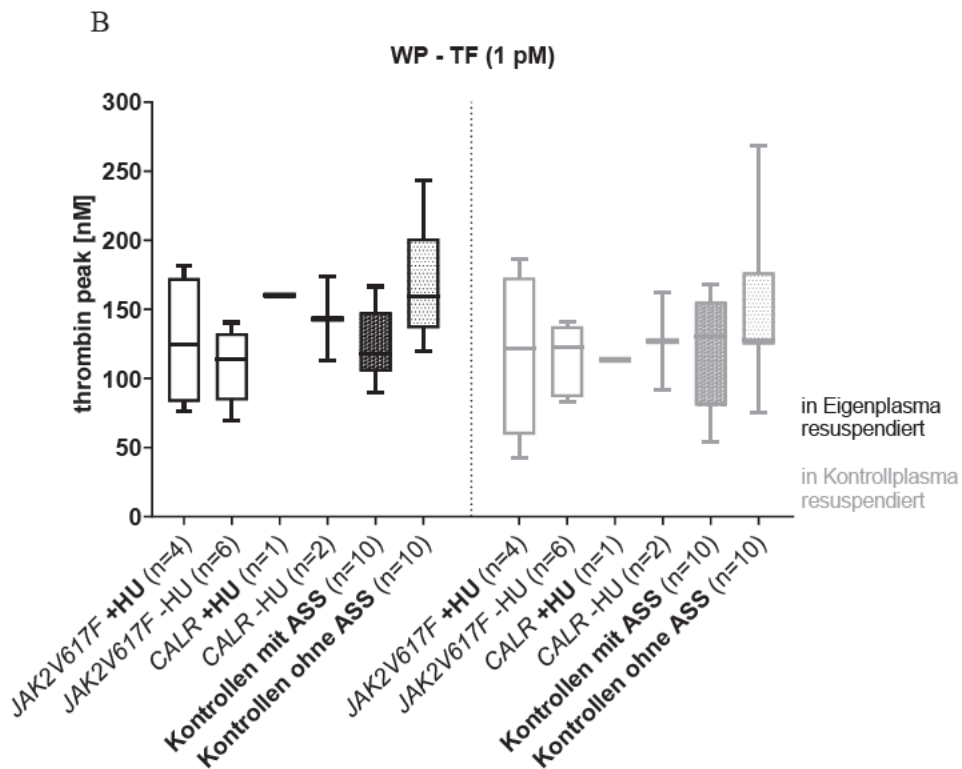 B
WP - TF (1 pM)
thrombin peak [nM]
300
250
200
150
100
50
0
JAK2V617F +HU (n=4)
JAK2V617F -HU (n=6)
CALR +HU (n=1)
CALR -HU (n=2)
Kontrollen mit ASS (n=10)
Kontrollen ohne ASS (n=10)
JAK2V617F +HU (n=4)
JAK2V617F -HU (n=6)
CALR +HU (n=1)
CALR -HU (n=2)
Kontrollen mit ASS (n=10)
Kontrollen ohne ASS (n=10)
in Eigenplasma
resuspendiert
in Kontrollplasma
resuspendiert